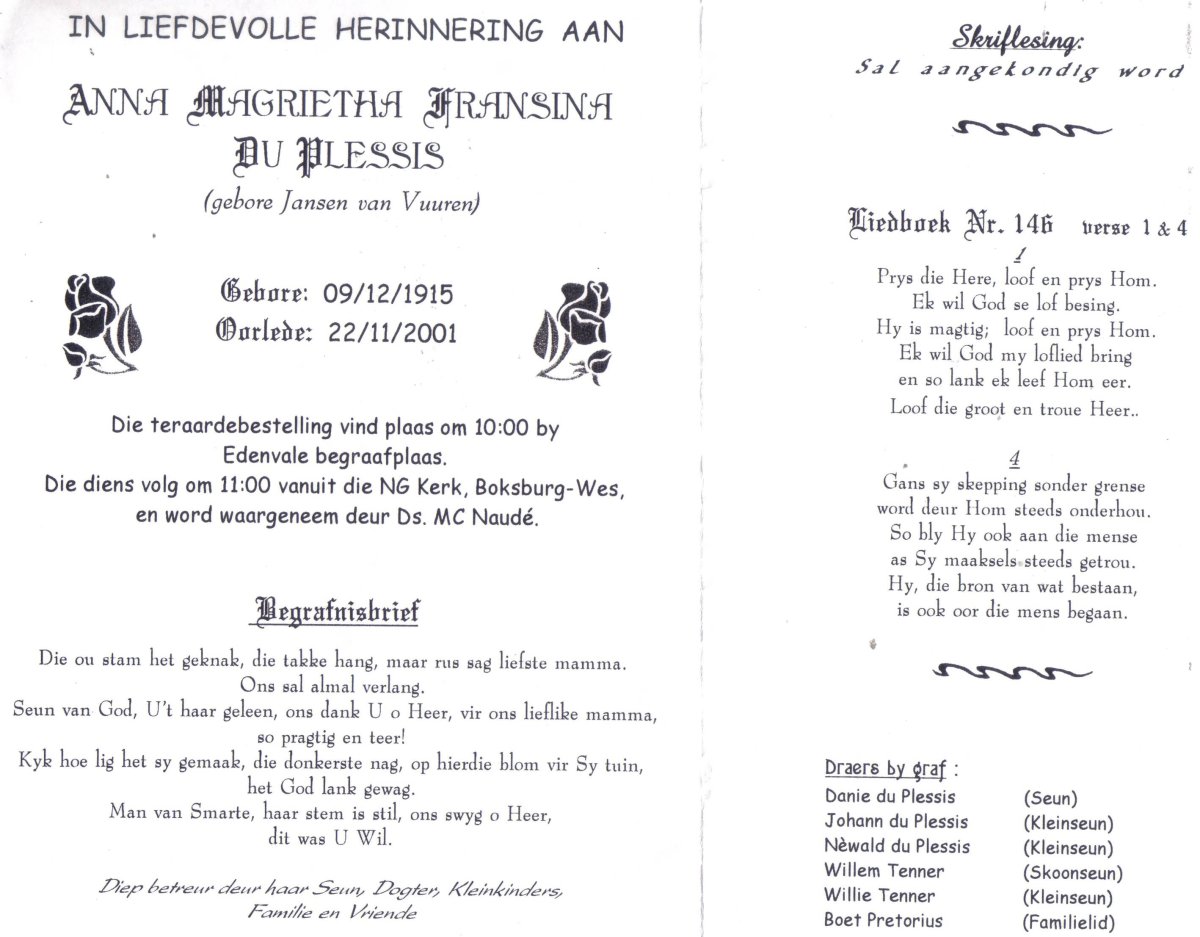 IN LIEFDEVOLLE HERINNERING AAN
ANNA MAGRIETHA FRANSINA
DU PLESSIS
(gebore Jansen van Vuuren)
Gebore: 09/12/1915
Oorlede: 22/11/2001
Die teraardebestelling vind plaas om 10:00 by
Edenvale begraafplaas.
Die diens volg om 11:00 vanuit die NG Kerk, Boksburg-Wes,
en word waargeneem deur Ds. MC Naudé.
Begrafnisbrief
Die ou stam het geknak, die takke hang, maar rus sag liefste mamma.
Ons sal almal verlang.
Seun van God, U't haar geleen, ons dank U o Heer, vir ons lieflike mamma,
so pragtig en teer!
Kyk hoe lig het sy gemaak, die donkerste nag, op hierdie blom vir Sy tuin,
het God lank gewag.
Man van Smarte, haar stem is stil, ons swyg o Heer,
dit was U Wil.
Diep betreur deur haar Seun, Dogter, Kleinkinders,
Familie en Vriende
Skriflesing:
Sal aangekondig word
Liedboek Nr. 146 verse 1 & 4
1
Prys die Here, loof en prys Hom.
Ek wil God se lof besing.
Hy is magtig; loof en prys Hom.
Ek wil God my loflied bring
en so lank ek leef Hom eer.
Loof die groot en troue Heer..
4
Gans sy skepping sonder grense
word deur Hom steeds onderhou.
So bly Hy ook aan die mense
as Sy maaksels steeds getrou.
Hy, die bron van wat bestaan,
is ook oor die mens begaan.
Draers by graf :
Danie du Plessis (Seun)
Johann du Plessis (Kleinseun)
Nèwald du Plessis (Kleinseun)
Willem Tenner (Skoonseun)
Willie Tenner (Kleinseun)
Boet Pretorius (Familielid)